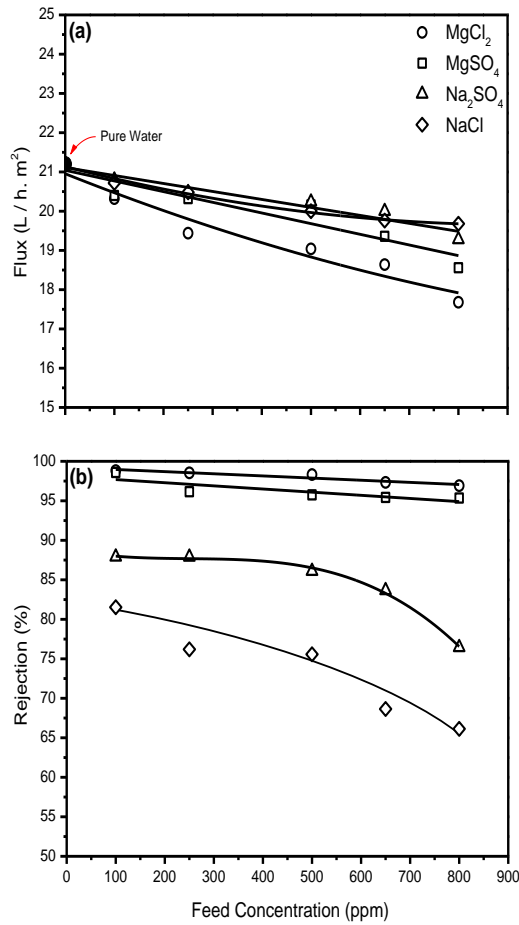 (a)
MgCl₂
MgSO₄
Na₂SO₄
NaCl
Pure Water
25
24
23
22
21
20
19
18
17
16
15
Flux (L / h. m²)
(b)
100
95
90
85
80
75
70
65
60
55
50
Rejection (%)
0 100 200 300 400 500 600 700 800 900
Feed Concentration (ppm)